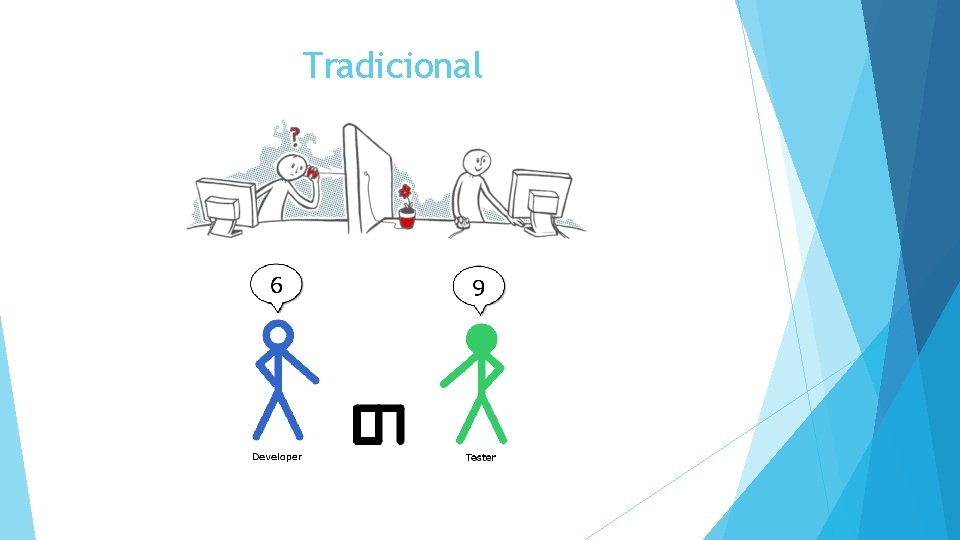 Tradicional
?
6
9
Developer
Tester